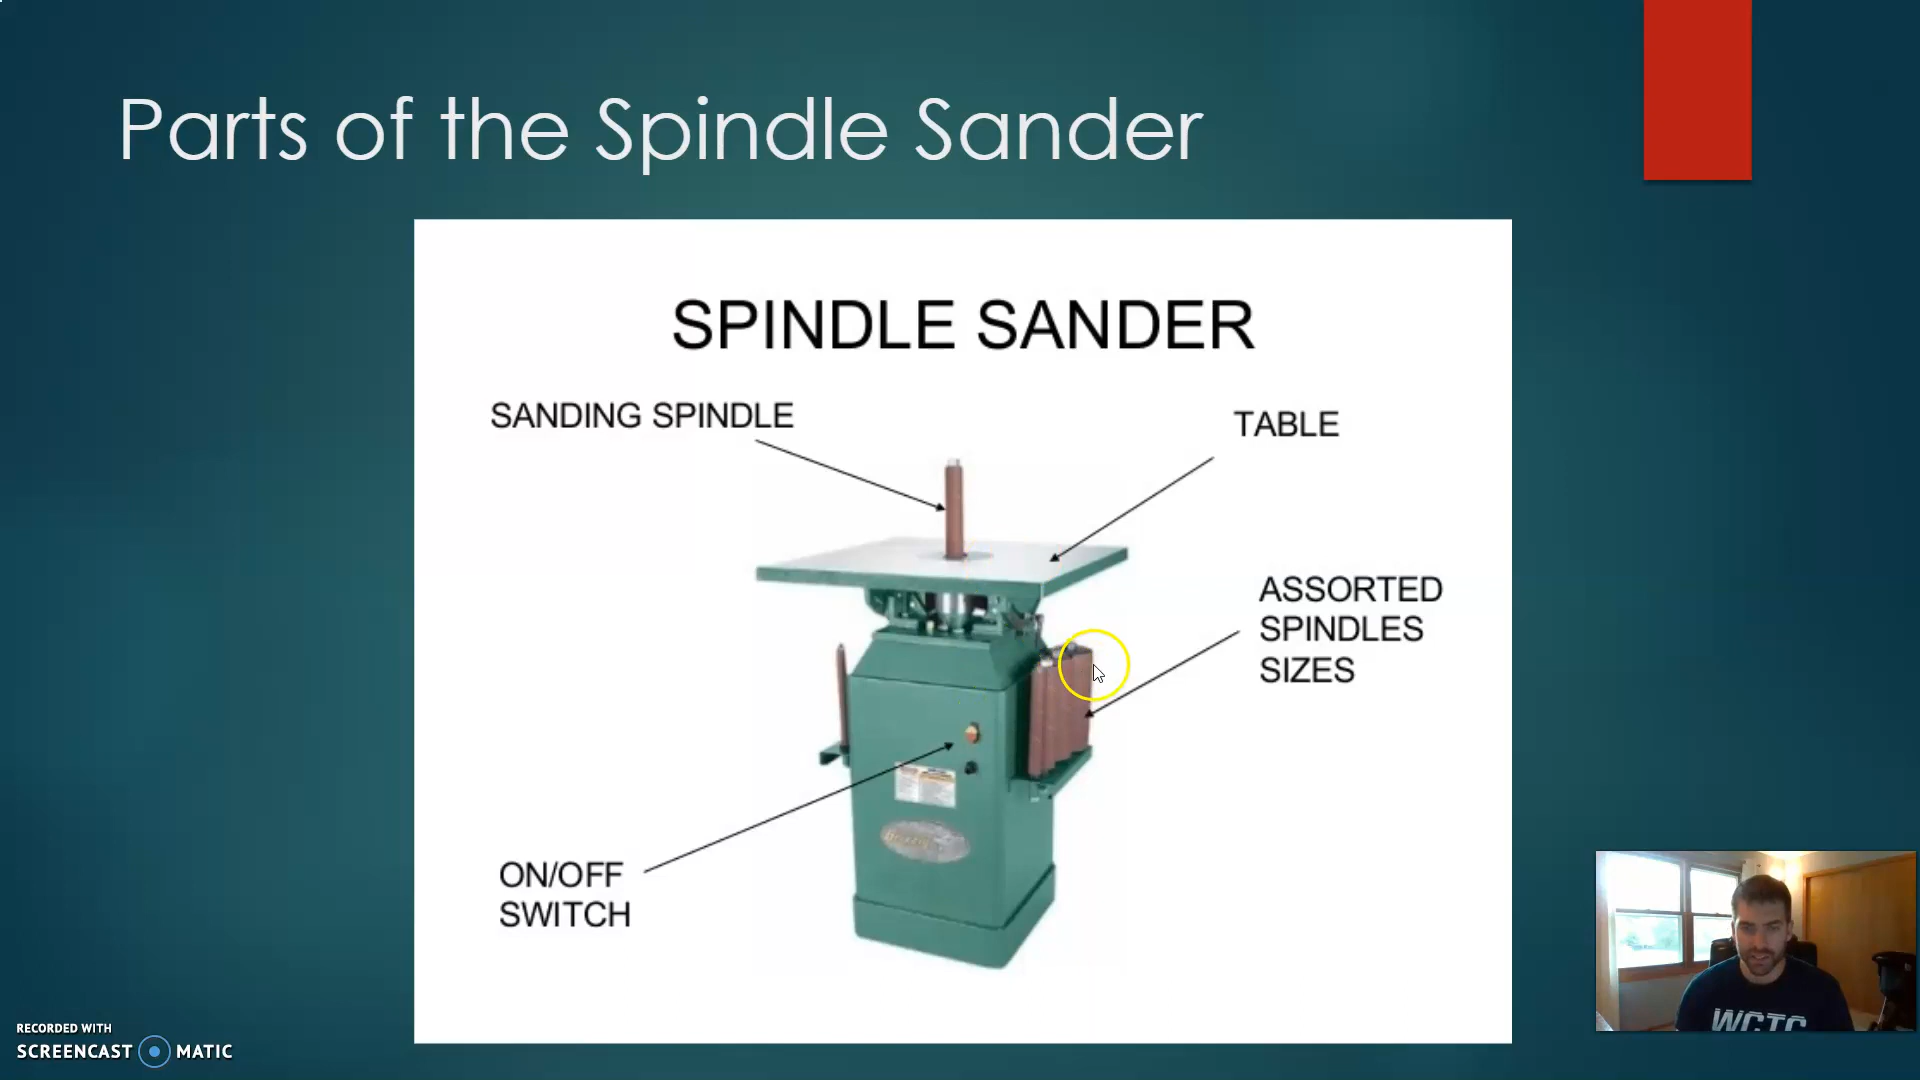 Parts of the Spindle Sander
SPINDLE SANDER
SANDING SPINDLE
TABLE
ASSORTED
SPINDLES
SIZES
ON/OFF
SWITCH
WCTC
RECORDED WITH
SCREENCAST MATIC